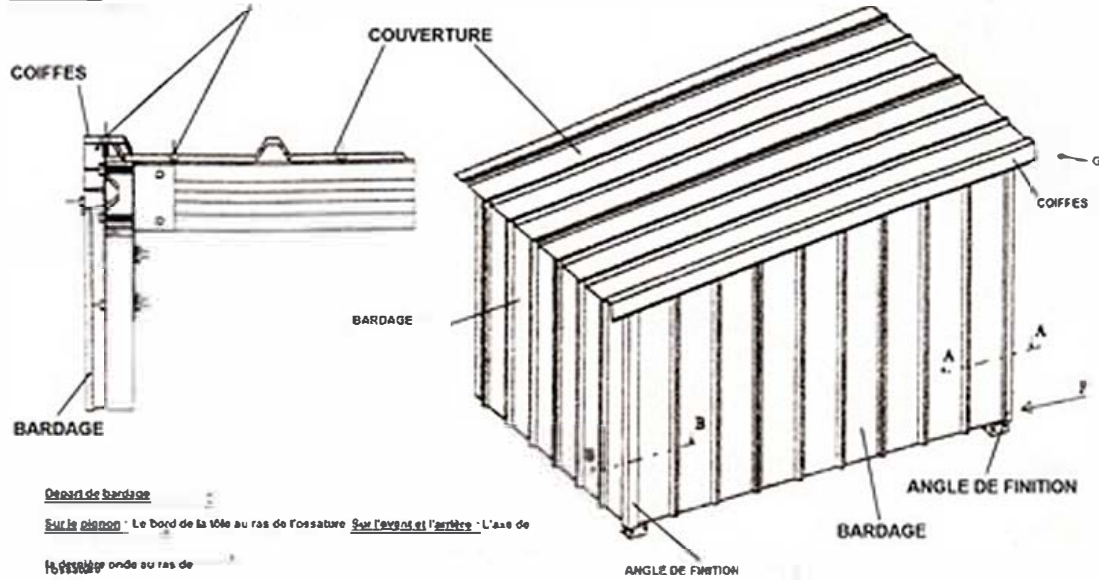 COUVERTURE
COIFFES
G
COIFFES
BARDAGE
A
A
B
BARDAGE
ANGLE DE FINITION
BARDAGE
Départ de bardage
Sur le pignon : Le bord de la tôle au ras de l'ossature Sur l'avent et l'arrière : L'axe de
la dernière onde au ras de
l'ossature
ANGLE DE FINITION